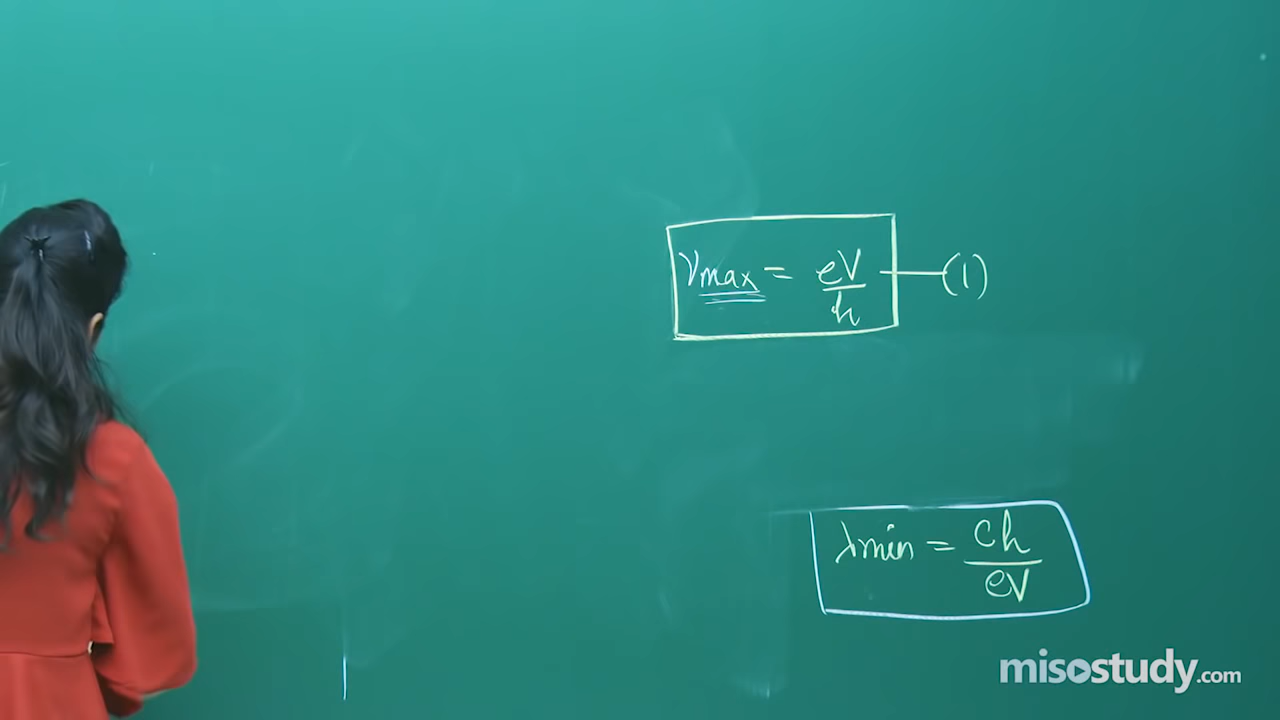 νmax = eV/h —(1)
λmin = ch/eV
misostudy.com